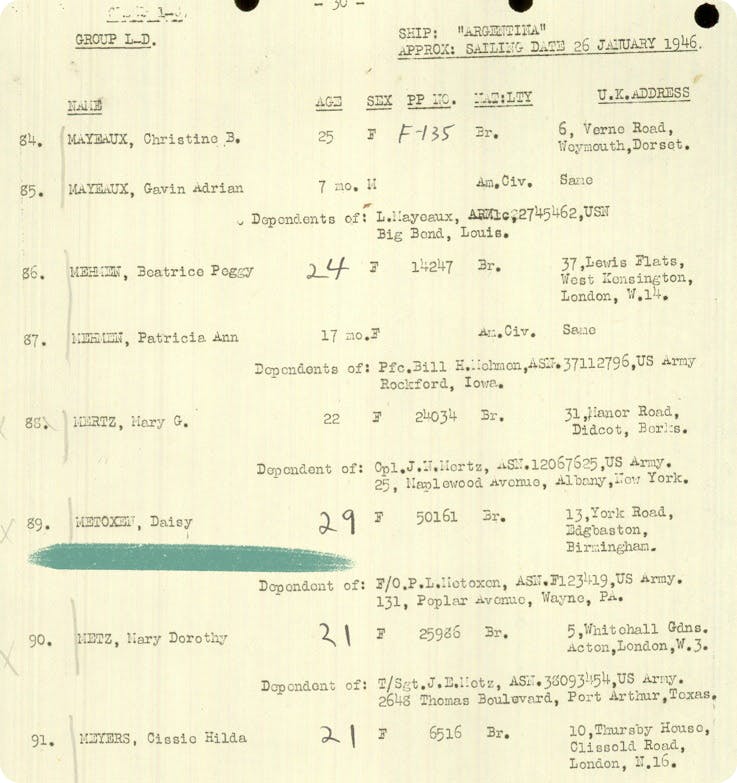 - 30 -
GROUP L-D.
SHIP: "ARGENTINA"
APPROX: SAILING DATE 26 JANUARY 1946.
NAME AGE SEX PP NO. NAT:LTY U.K.ADDRESS
84. MAYEAUX, Christine B. 25 F F-135 Br. 6, Verne Road,
Weymouth,Dorset.
85. MAYEAUX, Gavin Adrian 7 mo. M Am.Civ. Same
Dependents of: L.Mayeaux, ARM1c,2745462,USN
Big Bend, Louis.
86. MEHMEN, Beatrice Peggy 24 F 14247 Br. 37,Lewis Flats,
West Kensington,
London, W.14.
87. MEHMEN, Patricia Ann 17 mo.F Am.Civ. Same
Dependents of: Pfc.Bill H.Mehmen,ASN.37112796,US Army
Rockford, Iowa.
88. MERTZ, Mary G. 22 F 24034 Br. 31,Manor Road,
Didcot, Berks.
Dependent of: Cpl.J.N.Mertz, ASN.12067625,US Army.
25, Maplewood Avenue, Albany,New York.
89. METOXEN, Daisy 29 F 50161 Br. 13,York Road,
Edgbaston,
Birmingham.
Dependent of: F/O.P.L.Metoxen, ASN.F123419,US Army.
131, Poplar Avenue, Wayne, PA.
90. METZ, Mary Dorothy 21 F 25986 Br. 5,Whitehall Gdns.
Acton,London,W.3.
Dependent of: T/Sgt.J.E.Metz, ASN.38093454,US Army.
2648 Thomas Boulevard, Port Arthur,Texas.
91. MEYERS, Cissie Hilda 21 F 6516 Br. 10,Thursby House,
Clissold Road,
London, N.16.